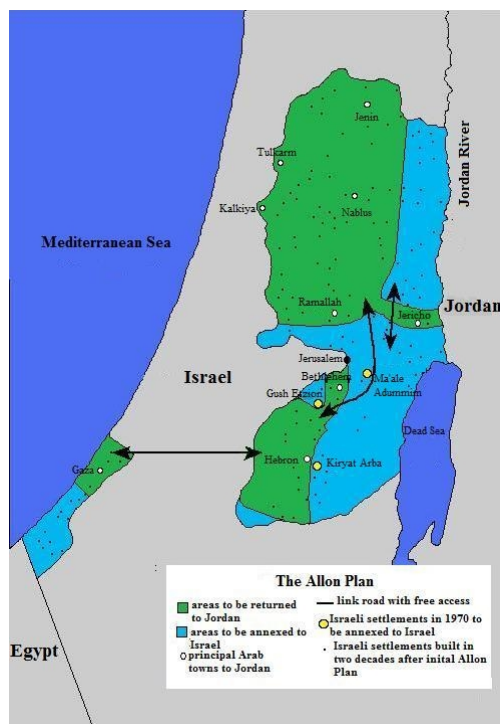 Jenin
Tulkarm
Jordan River
Kalkiya
Nablus
Mediterranean Sea
Ramallah
Jericho
Jordan
Jerusalem
Israel
Bethlehem
Ma'ale
Adummim
Gush Etzion
Dead Sea
Hebron
Kiryat Arba
Gaza
Egypt
The Allon Plan
areas to be returned
to Jordan
areas to be annexed to
Israel
principal Arab
towns to Jordan
link road with free access
Israeli settlements in 1970 to
be annexed to Israel
Israeli settlements built in
two decades after inital Allon
Plan